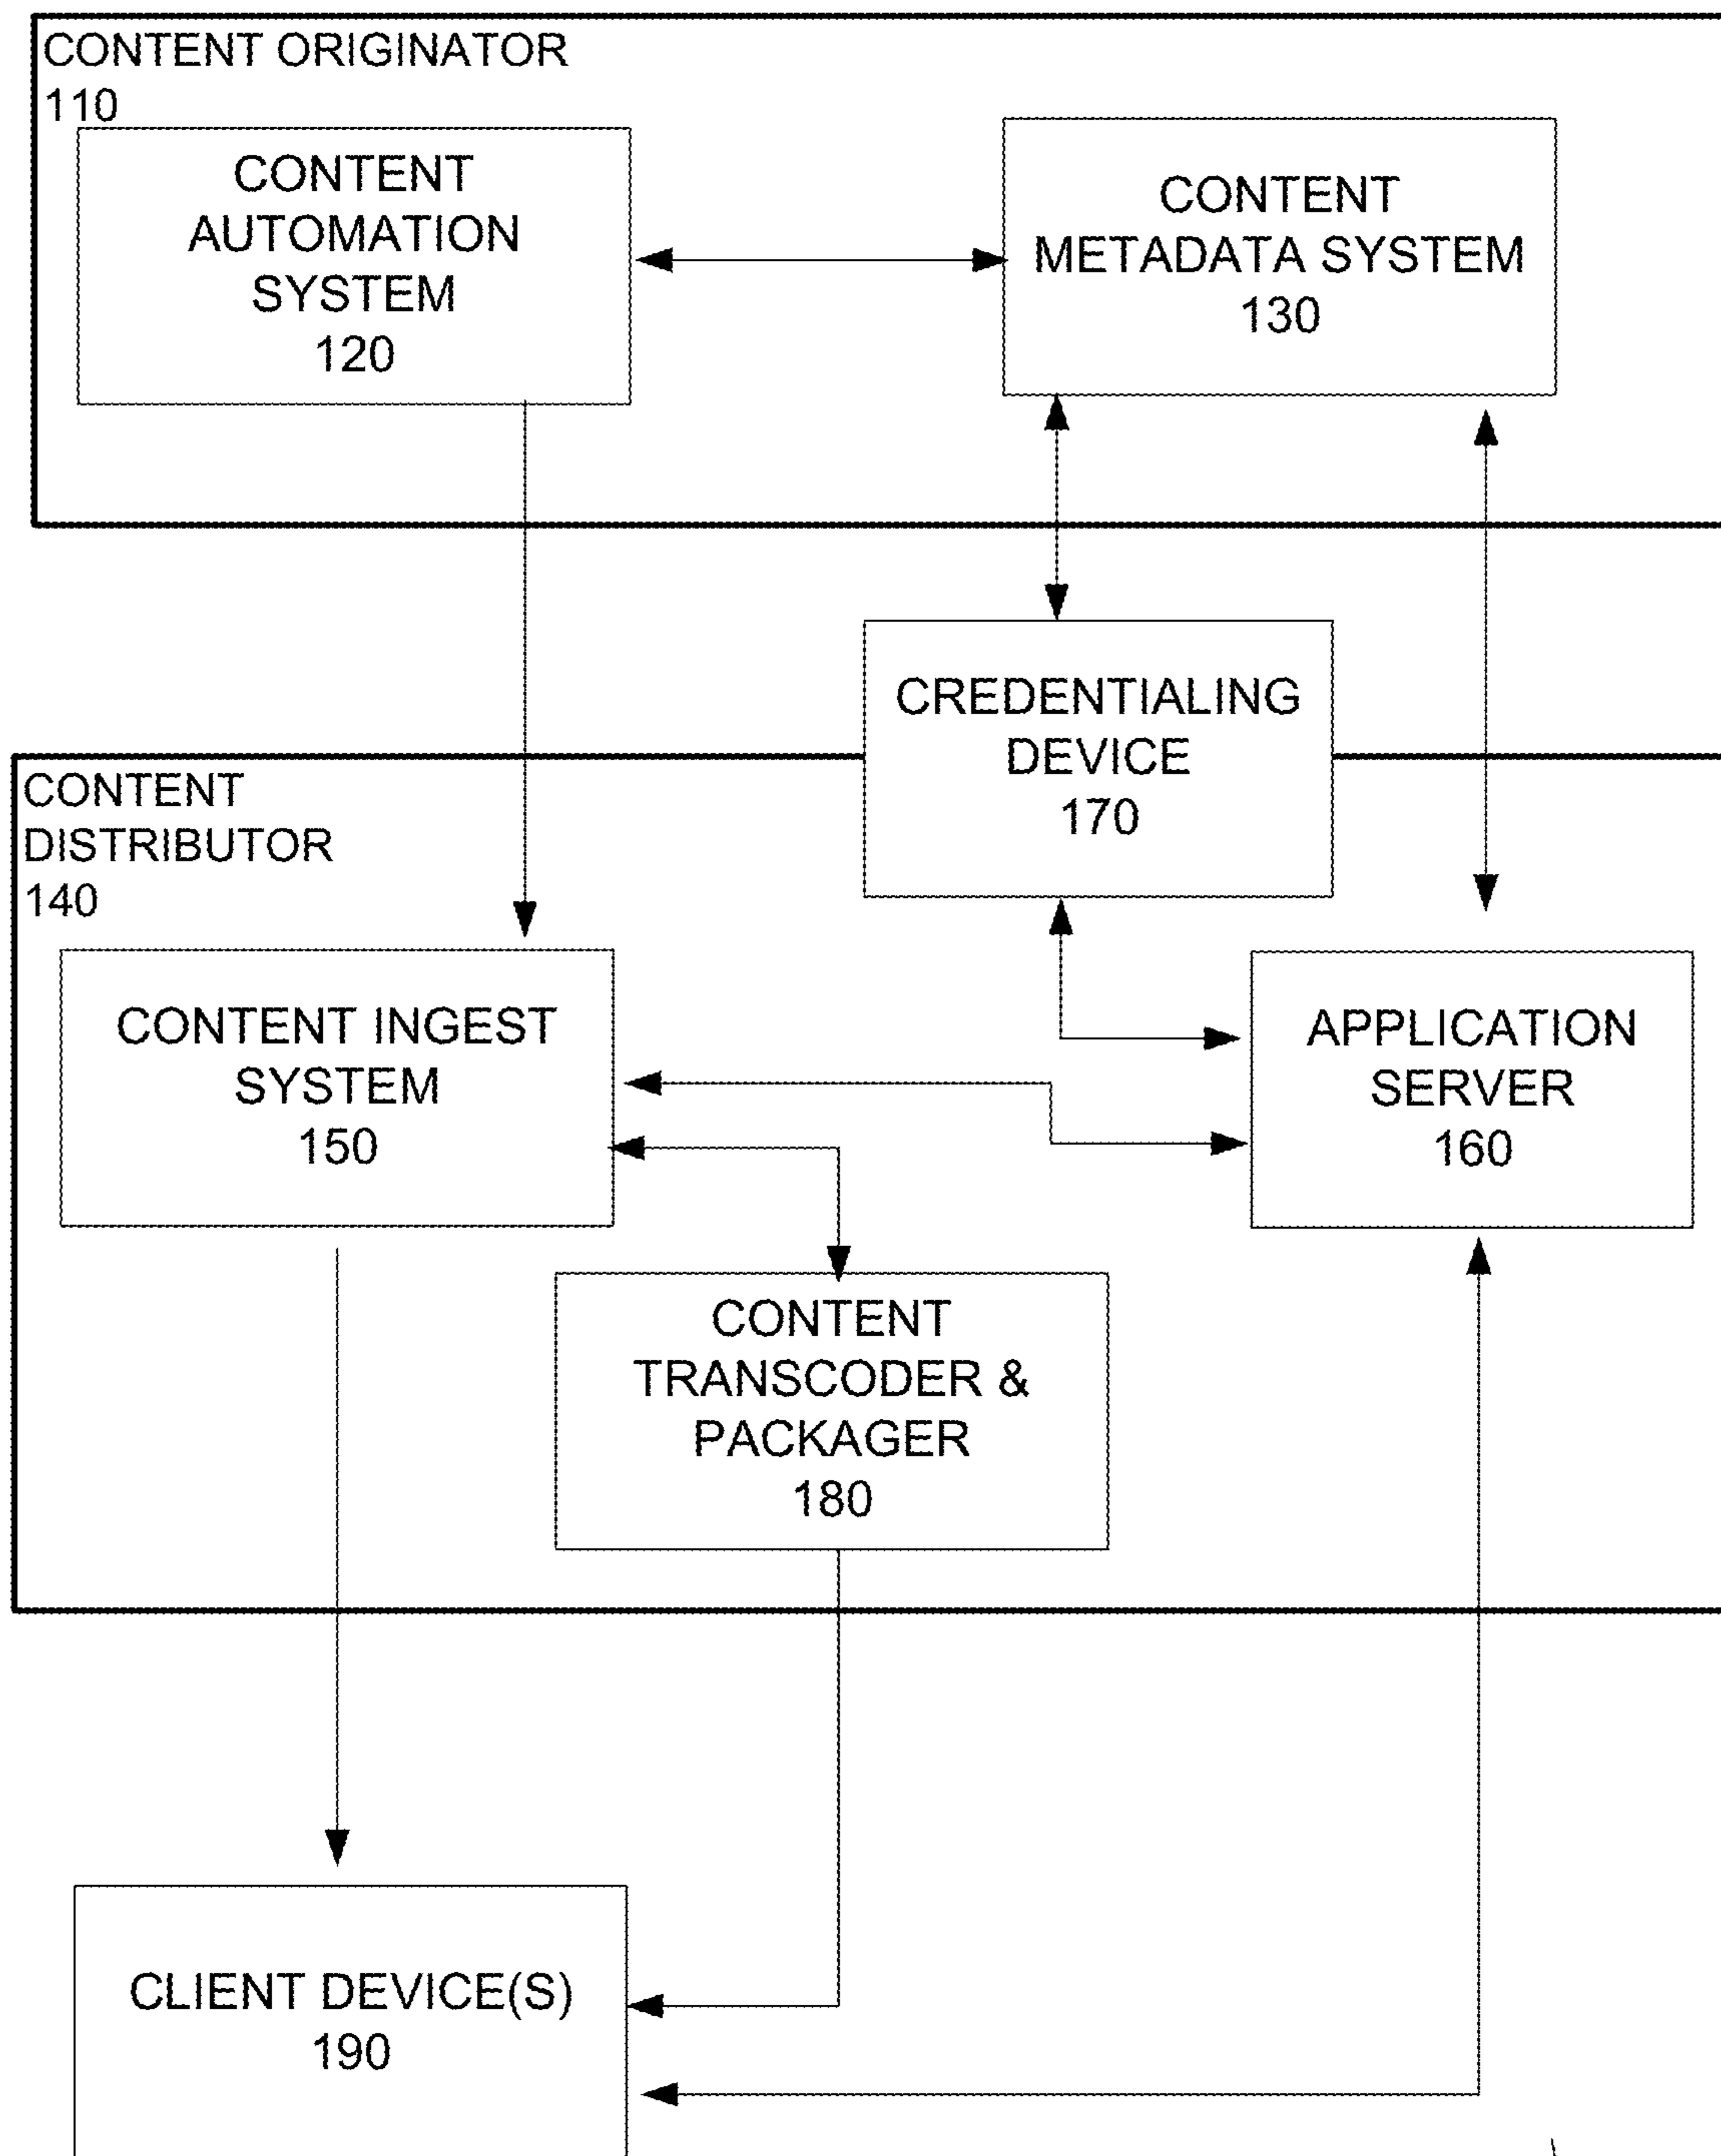 CONTENT ORIGINATOR
110
CONTENT
AUTOMATION
SYSTEM
120
CONTENT
METADATA SYSTEM
130
CREDENTIALING
DEVICE
170
CONTENT
DISTRIBUTOR
140
CONTENT INGEST
SYSTEM
150
APPLICATION
SERVER
160
CONTENT
TRANSCODER &
PACKAGER
180
CLIENT DEVICE(S)
190